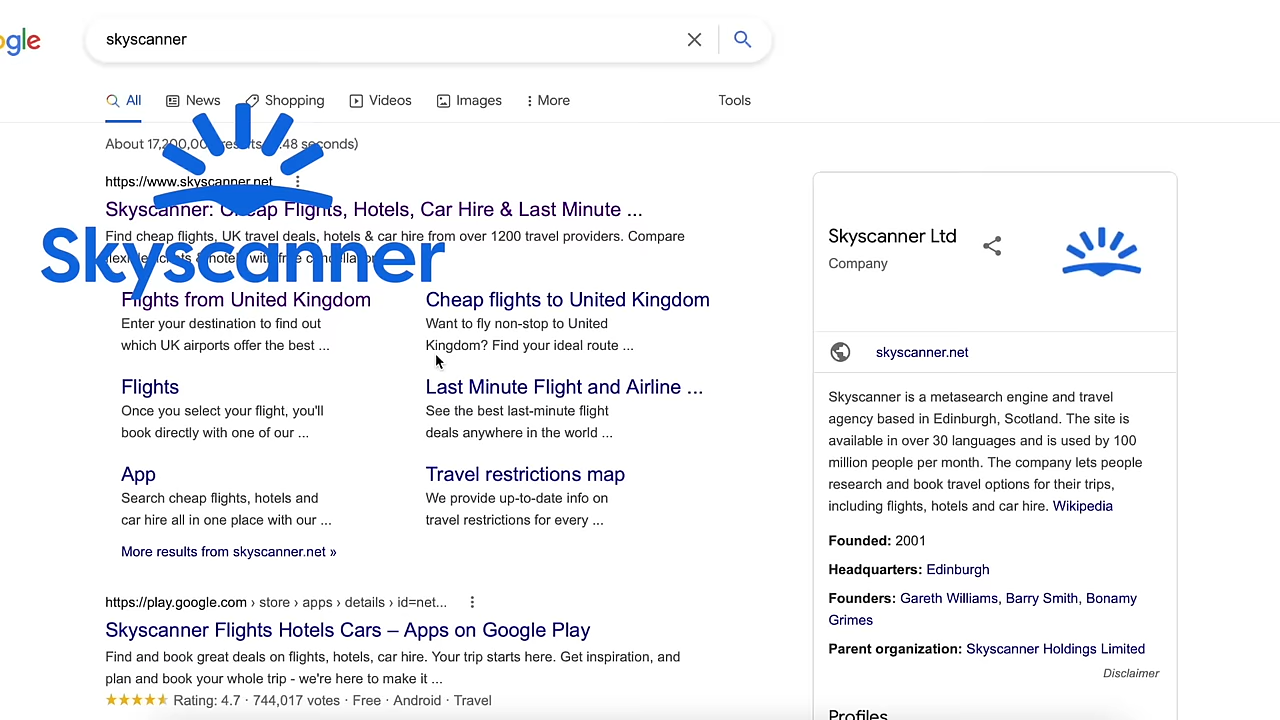 ogle
skyscanner
All
News
Shopping
Videos
Images
More
Tools
About 17,200,00 seconds)
https://www.skyscanner.net
Skyscanner: Cheap Flights, Hotels, Car Hire & Last Minute ...
Find cheap flights, UK travel deals, hotels & car hire from over 1200 travel providers. Compare
with free cancellation
Skyscanner
Flights from United Kingdom
Enter your destination to find out
which UK airports offer the best ...
Cheap flights to United Kingdom
Want to fly non-stop to United
Kingdom? Find your ideal route ...
Flights
Once you select your flight, you'll
book directly with one of our ...
Last Minute Flight and Airline ...
See the best last-minute flight
deals anywhere in the world ...
App
Search cheap flights, hotels and
car hire all in one place with our ...
Travel restrictions map
We provide up-to-date info on
travel restrictions for every ...
More results from skyscanner.net »
https://play.google.com › store › apps › details › id=net...
Skyscanner Flights Hotels Cars – Apps on Google Play
Find and book great deals on flights, hotels, car hire. Your trip starts here. Get inspiration, and
plan and book your whole trip - we're here to make it ...
Rating: 4.7 · 744,017 votes · Free · Android · Travel
Skyscanner Ltd
Company
skyscanner.net
Skyscanner is a metasearch engine and travel
agency based in Edinburgh, Scotland. The site is
available in over 30 languages and is used by 100
million people per month. The company lets people
research and book travel options for their trips,
including flights, hotels and car hire. Wikipedia
Founded: 2001
Headquarters: Edinburgh
Founders: Gareth Williams, Barry Smith, Bonamy
Grimes
Parent organization: Skyscanner Holdings Limited
Disclaimer
Profiles